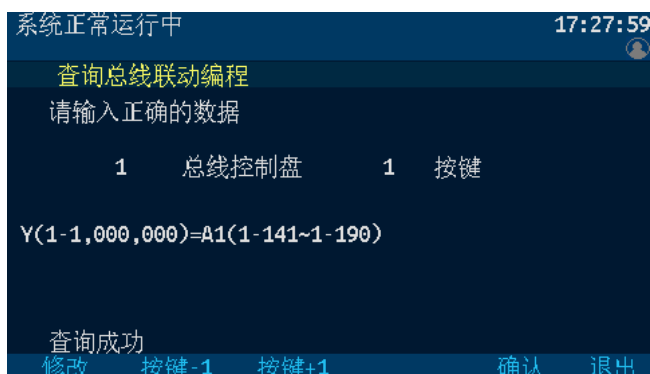 系统正常运行中 17:27:59
查询总线联动编程
请输入正确的数据
1 总线控制盘 1 按键
Y(1-1,000,000)=A1(1-141~1-190)
查询成功
修改 按键-1 按键+1 确认 退出